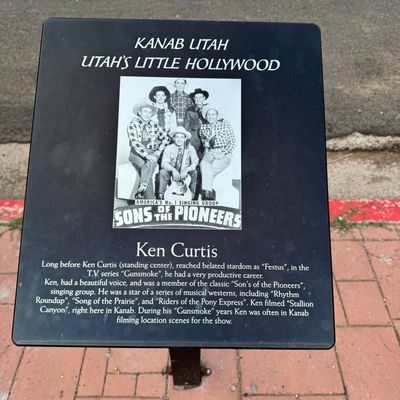 KANAB UTAH
UTAH'S LITTLE HOLLYWOOD
AMERICA'S No. 1 SINGING GROUP
SONS OF THE PIONEERS
Ken Curtis
Long before Ken Curtis (standing center), reached belated stardom as "Festus", in the
T.V. series "Gunsmoke", he had a very productive career.
Ken, had a beautiful voice, and was a member of the classic "Son's of the Pioneers",
singing group. He was a star of a series of musical westerns, including "Rhythm
Roundup", "Song of the Prairie", and "Riders of the Pony Express". Ken filmed "Stallion
Canyon", right here in Kanab. During his "Gunsmoke" years Ken was often in Kanab
filming location scenes for the show.